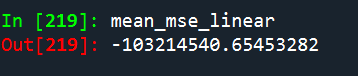 In [219]: mean_mse_linear
Out[219]: -103214540.65453282